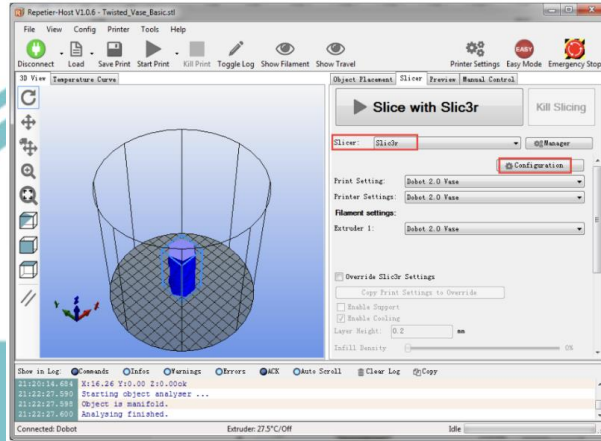 Repetier-Host V1.0.6 - Twisted_Vase_Basic.stl
File View Config Printer Tools Help
Disconnect Load Save Print Start Print Kill Print Toggle Log Show Filament Show Travel Printer Settings Easy Mode Emergency Stop
EASY
3D View Temperature Curve
Object Placement Slicer Preview Manual Control
Slice with Slic3r
Kill Slicing
Slicer: Slic3r Manager
Configuration
Print Setting: Dobot 2.0 Vase
Printer Settings: Dobot 2.0 Vase
Filament settings:
Extruder 1: Dobot 2.0 Vase
Override Slic3r Settings
Copy Print Settings to Override
Enable Support
Enable Cooling
Layer Height: 0.2 mm
Infill Density 0%
Show in Log: Commands Infos Warnings Errors ACK Auto Scroll Clear Log Copy
21:20:14.684 X:16.26 Y:0.00 Z:0.00ok
21:22:27.590 Starting object analyser ...
21:22:27.598 Object is manifold.
21:22:27.600 Analysing finished.
Connected: Dobot Extruder: 27.5°C/Off Idle